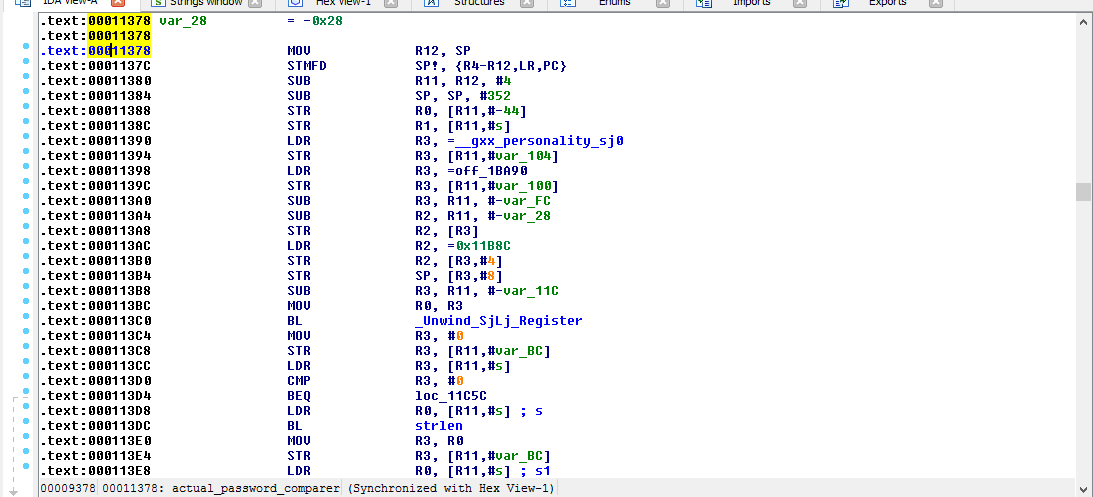 IDA View-A Strings window Hex View-1 Structures Enums Imports Exports
.text:00011378 var_28 = -0x28
.text:00011378
.text:00011378 MOV R12, SP
.text:0001137C STMFD SP!, {R4-R12,LR,PC}
.text:00011380 SUB R11, R12, #4
.text:00011384 SUB SP, SP, #352
.text:00011388 STR R0, [R11,#-44]
.text:0001138C STR R1, [R11,#s]
.text:00011390 LDR R3, =__gxx_personality_sj0
.text:00011394 STR R3, [R11,#var_104]
.text:00011398 LDR R3, =off_1BA90
.text:0001139C STR R3, [R11,#var_100]
.text:000113A0 SUB R3, R11, #-var_FC
.text:000113A4 SUB R2, R11, #-var_28
.text:000113A8 STR R2, [R3]
.text:000113AC LDR R2, =0x11B8C
.text:000113B0 STR R2, [R3,#4]
.text:000113B4 STR SP, [R3,#8]
.text:000113B8 SUB R3, R11, #-var_11C
.text:000113BC MOV R0, R3
.text:000113C0 BL _Unwind_SjLj_Register
.text:000113C4 MOV R3, #0
.text:000113C8 STR R3, [R11,#var_BC]
.text:000113CC LDR R3, [R11,#s]
.text:000113D0 CMP R3, #0
.text:000113D4 BEQ loc_11C5C
.text:000113D8 LDR R0, [R11,#s] ; s
.text:000113DC BL strlen
.text:000113E0 MOV R3, R0
.text:000113E4 STR R3, [R11,#var_BC]
.text:000113E8 LDR R0, [R11,#s] ; s1
00009378 00011378: actual_password_comparer (Synchronized with Hex View-1)